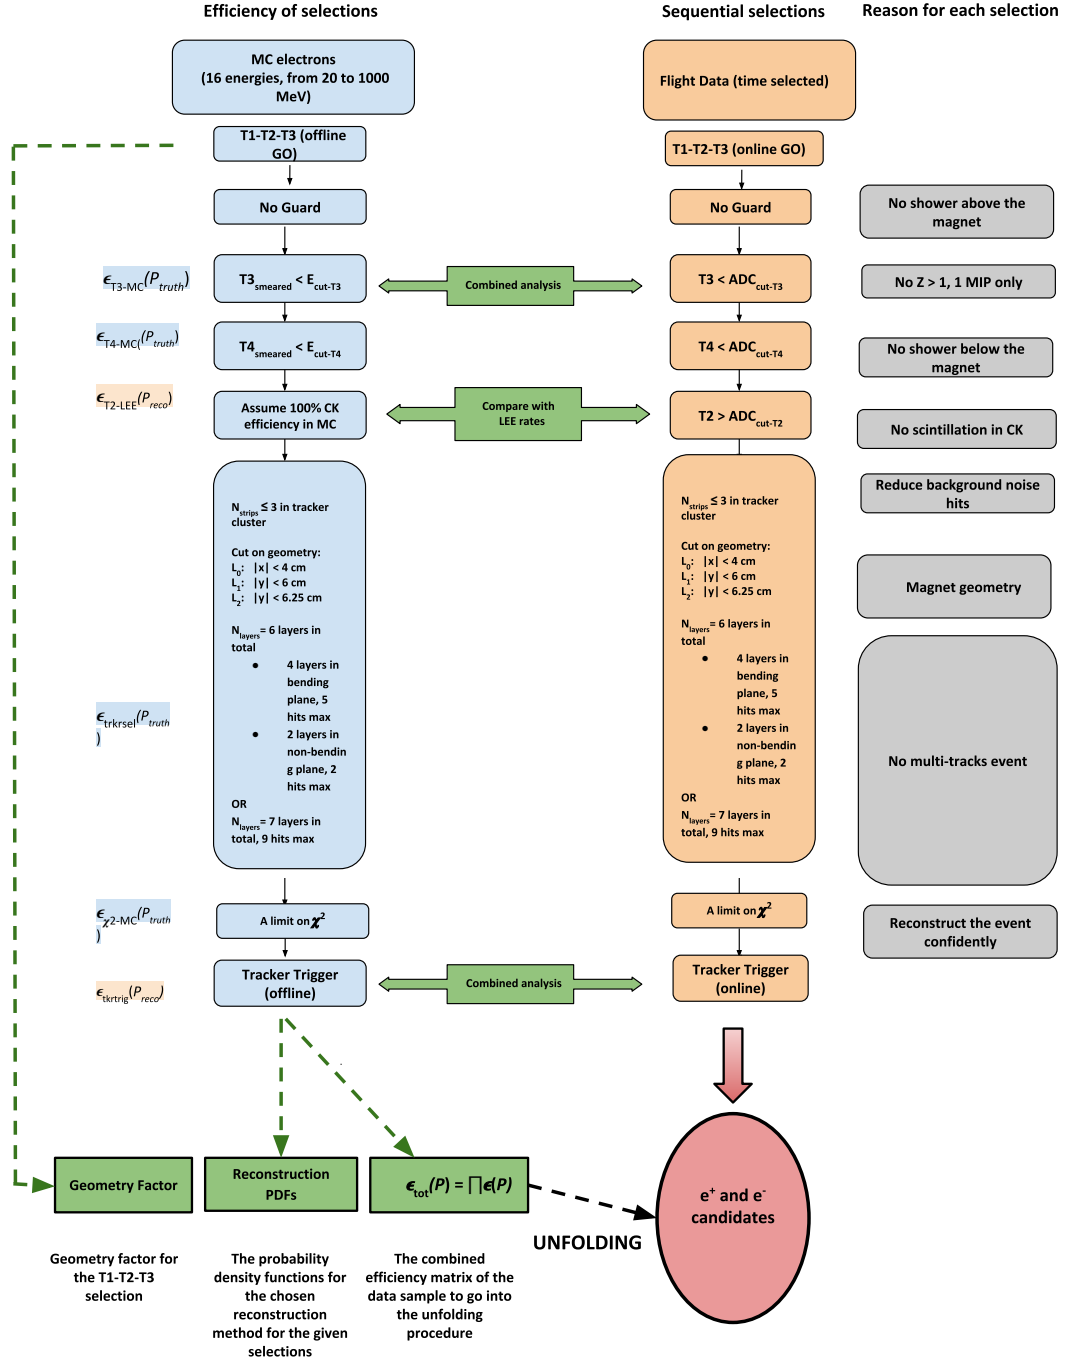 Efficiency of selections
Sequential selections
Reason for each selection
MC electrons
(16 energies, from 20 to 1000
MeV)
Flight Data (time selected)
T1-T2-T3 (offline
GO)
T1-T2-T3 (online GO)
No Guard
No Guard
No shower above the
magnet
ϵT3-MC(Ptruth)
T3smeared < Ecut-T3
Combined analysis
T3 < ADCcut-T3
No Z > 1, 1 MIP only
ϵT4-MC((Ptruth)
T4smeared < Ecut-T4
T4 < ADCcut-T4
No shower below the
magnet
ϵT2-LEE(Preco)
Assume 100% CK
efficiency in MC
Compare with
LEE rates
T2 > ADCcut-T2
No scintillation in CK
Nstrips ≤ 3 in tracker
cluster
Cut on geometry:
L0: |x| < 4 cm
L1: |y| < 6 cm
L2: |y| < 6.25 cm
Nlayers= 6 layers in
total
● 4 layers in
bending
plane, 5
hits max
● 2 layers in
non-bendin
g plane, 2
hits max
OR
Nlayers= 7 layers in
total, 9 hits max
Nstrips ≤ 3 in tracker
cluster
Cut on geometry:
L0: |x| < 4 cm
L1: |y| < 6 cm
L2: |y| < 6.25 cm
Nlayers= 6 layers in
total
● 4 layers in
bending
plane, 5
hits max
● 2 layers in
non-bendin
g plane, 2
hits max
OR
Nlayers= 7 layers in
total, 9 hits max
Reduce background noise
hits
Magnet geometry
ϵtrkrsel(Ptruth
)
No multi-tracks event
ϵχ2-MC(Ptruth
)
A limit on χ2
A limit on χ2
Reconstruct the event
confidently
ϵtkrtrig(Preco)
Tracker Trigger
(offline)
Combined analysis
Tracker Trigger
(online)
Geometry Factor
Reconstruction
PDFs
ϵtot(P) = ∏ϵ(P)
UNFOLDING
e+ and e-
candidates
Geometry factor for
the T1-T2-T3
selection
The probability
density functions for
the chosen
reconstruction
method for the given
selections
The combined
efficiency matrix of the
data sample to go into
the unfolding
procedure